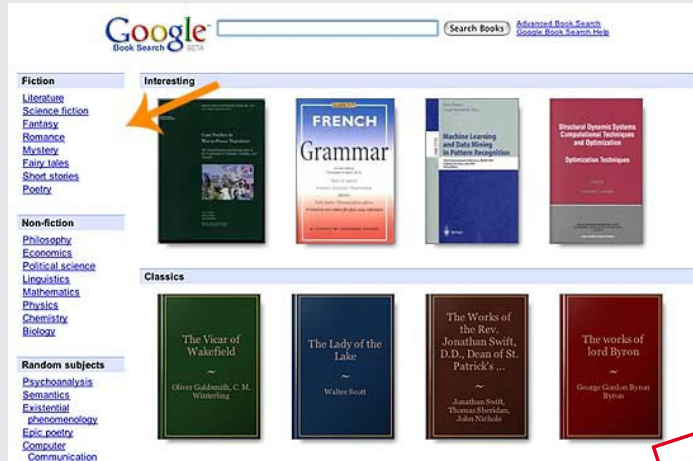 Google
Book Search BETA
Search Books
Advanced Book Search
Google Book Search Help
Fiction
Literature
Science fiction
Fantasy
Romance
Mystery
Fairy tales
Short stories
Poetry
Non-fiction
Philosophy
Economics
Political science
Linguistics
Mathematics
Physics
Chemistry
Biology
Random subjects
Psychoanalysis
Semantics
Existential
phenomenology
Epic poetry
Computer
Communication
Interesting
FRENCH
Grammar
Machine Learning
and Data Mining
in Pattern Recognition
Springer
Structural Dynamic Systems
Computational Techniques
and Optimization
Optimization Techniques
Classics
The Vicar of
Wakefield
~
Oliver Goldsmith, C. M.
Winterling
The Lady of the
Lake
~
Walter Scott
The Works of
the Rev.
Jonathan Swift,
D.D., Dean of St.
Patrick's ...
~
Jonathan Swift,
Thomas Sheridan,
John Nichols
The works of
lord Byron
~
George Gordon Byron
Byron